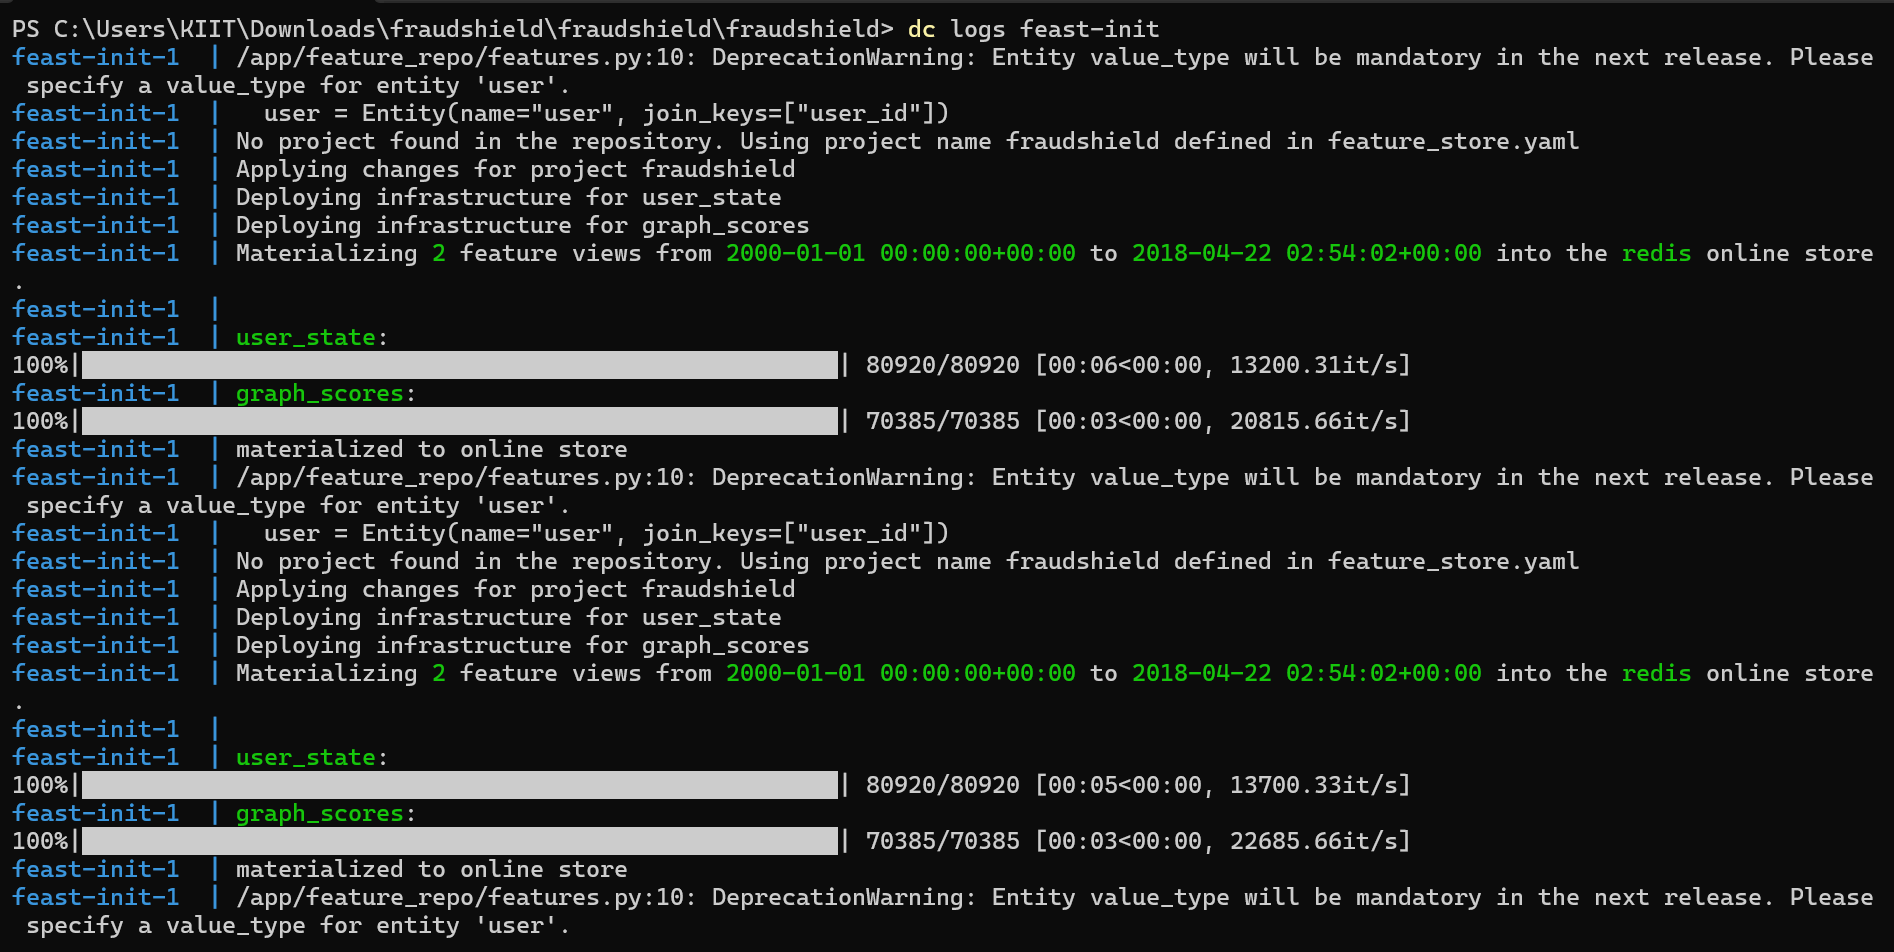 PS C:\Users\KIIT\Downloads\fraudshield\fraudshield\fraudshield> dc logs feast-init
feast-init-1  | /app/feature_repo/features.py:10: DeprecationWarning: Entity value_type will be mandatory in the next release. Please
 specify a value_type for entity 'user'.
feast-init-1  |   user = Entity(name="user", join_keys=["user_id"])
feast-init-1  | No project found in the repository. Using project name fraudshield defined in feature_store.yaml
feast-init-1  | Applying changes for project fraudshield
feast-init-1  | Deploying infrastructure for user_state
feast-init-1  | Deploying infrastructure for graph_scores
feast-init-1  | Materializing 2 feature views from 2000-01-01 00:00:00+00:00 to 2018-04-22 02:54:02+00:00 into the redis online store
.
feast-init-1  |
feast-init-1  | user_state:
100%|██████████| 80920/80920 [00:06<00:00, 13200.31it/s]
feast-init-1  | graph_scores:
100%|██████████| 70385/70385 [00:03<00:00, 20815.66it/s]
feast-init-1  | materialized to online store
feast-init-1  | /app/feature_repo/features.py:10: DeprecationWarning: Entity value_type will be mandatory in the next release. Please
 specify a value_type for entity 'user'.
feast-init-1  |   user = Entity(name="user", join_keys=["user_id"])
feast-init-1  | No project found in the repository. Using project name fraudshield defined in feature_store.yaml
feast-init-1  | Applying changes for project fraudshield
feast-init-1  | Deploying infrastructure for user_state
feast-init-1  | Deploying infrastructure for graph_scores
feast-init-1  | Materializing 2 feature views from 2000-01-01 00:00:00+00:00 to 2018-04-22 02:54:02+00:00 into the redis online store
.
feast-init-1  |
feast-init-1  | user_state:
100%|██████████| 80920/80920 [00:05<00:00, 13700.33it/s]
feast-init-1  | graph_scores:
100%|██████████| 70385/70385 [00:03<00:00, 22685.66it/s]
feast-init-1  | materialized to online store
feast-init-1  | /app/feature_repo/features.py:10: DeprecationWarning: Entity value_type will be mandatory in the next release. Please
 specify a value_type for entity 'user'.